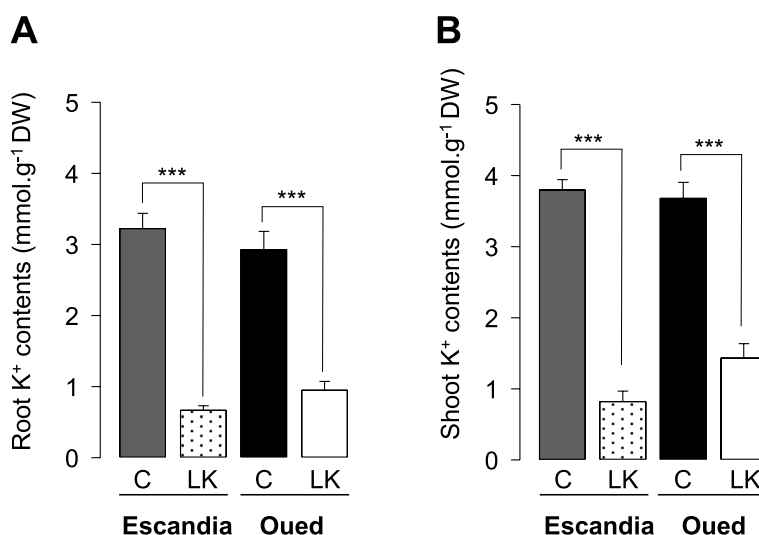 A
Root K⁺ contents (mmol.g⁻¹ DW)
5
4
3
2
1
0
***
***
C LK C LK
Escandia Oued
B
Shoot K⁺ contents (mmol.g⁻¹ DW)
5
4
3
2
1
0
***
***
C LK C LK
Escandia Oued